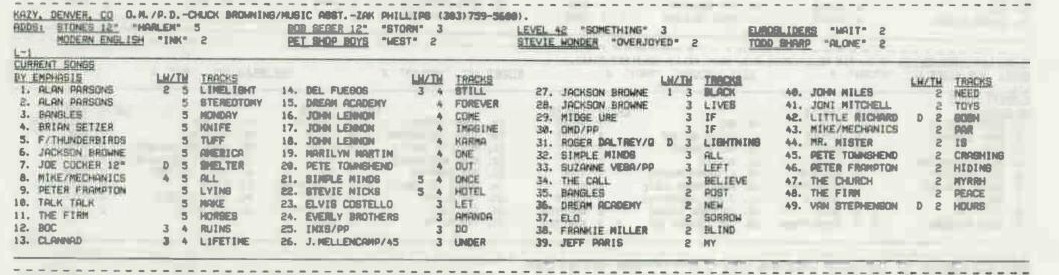 KAZY, DENVER, CO G.M./P.D.-CHUCK BROWNING/MUSIC ASST.-ZAK PHILLIPS (303)759-5600).
ADDS: STONES 12" "HARLEM" 5 BOB SEGER 12" "STORM" 3 LEVEL 42 "SOMETHING" 3 EUROGLIDERS "WAIT" 2
MODERN ENGLISH "INK" 2 PET SHOP BOYS "WEST" 2 STEVIE WONDER "OVERJOYED" 2 TODD SHARP "ALONE" 2
L-1
CURRENT SONGS
BY EMPHASIS LW/TW TRACKS
1. ALAN PARSONS 2 5 LIMELIGHT
2. ALAN PARSONS 5 STEREOTOMY
3. BANGLES 5 MONDAY
4. BRIAN SETZER 5 KNIFE
5. F/THUNDERBIRDS 5 TUFF
6. JACKSON BROWNE 5 AMERICA
7. JOE COCKER 12" D 5 SHELTER
8. MIKE/MECHANICS 4 5 ALL
9. PETER FRAMPTON 5 LYING
10. TALK TALK 5 MAKE
11. THE FIRM 5 HORSES
12. BOC 3 4 RUINS
13. CLANNAD 3 4 LIFETIME
LW/TW TRACKS
14. DEL FUEGOS 3 4 STILL
15. DREAM ACADEMY 4 FOREVER
16. JOHN LENNON 4 COME
17. JOHN LENNON 4 IMAGINE
18. JOHN LENNON 4 KARMA
19. MARILYN MARTIN 4 ONE
20. PETE TOWNSHEND 4 OUT
21. SIMPLE MINDS 5 4 ONCE
22. STEVIE NICKS 5 4 HOTEL
23. ELVIS COSTELLO 3 LET
24. EVERLY BROTHERS 3 AMANDA
25. INXS/PP 3 DO
26. J.MELLENCAMP/45 3 UNDER
LW/TW TRACKS
27. JACKSON BROWNE 1 3 BLACK
28. JACKSON BROWNE 3 LIVES
29. MIDGE URE 3 IF
30. OMD/PP 3 IF
31. ROGER DALTREY/Q D 3 LIGHTNING
32. SIMPLE MINDS 3 ALL
33. SUZANNE VEGA/PP 3 LEFT
34. THE CALL 3 BELIEVE
35. BANGLES 2 POST
36. DREAM ACADEMY 2 NEW
37. ELO 2 SORROW
38. FRANKIE MILLER 2 BLIND
39. JEFF PARIS 2 MY
LW/TW TRACKS
40. JOHN MILES 2 NEED
41. JONI MITCHELL 2 TOYS
42. LITTLE RICHARD D 2 GOSH
43. MIKE/MECHANICS 2 PAR
44. MR. MISTER 2 IS
45. PETE TOWNSHEND 2 CRASHING
46. PETER FRAMPTON 2 HIDING
47. THE CHURCH 2 MYRRH
48. THE FIRM 2 PEACE
49. VAN STEPHENSON D 2 HOURS